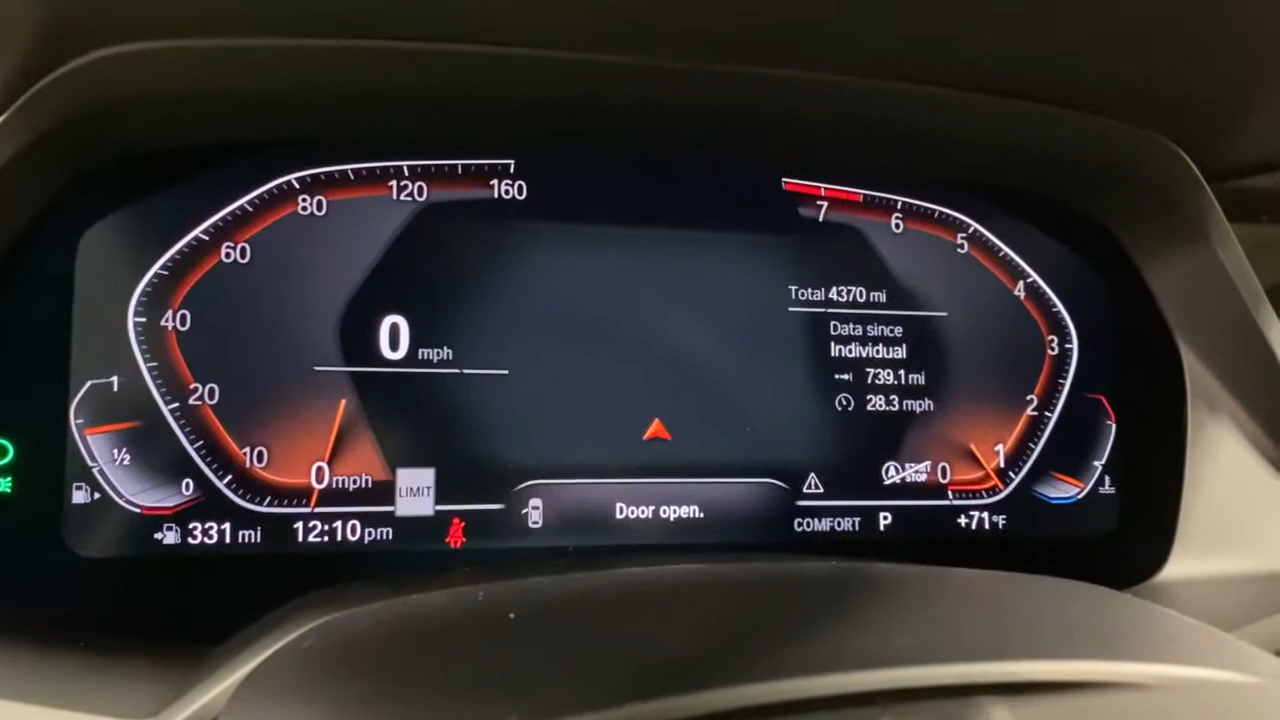 160
120
80
60
40
20
10
0 mph
0 mph
1
1/2
0
331 mi
12:10 pm
LIMIT
Door open.
7
6
5
4
3
2
1
0
Total 4370 mi
Data since
Individual
739.1 mi
28.3 mph
A START
STOP
COMFORT P +71°F